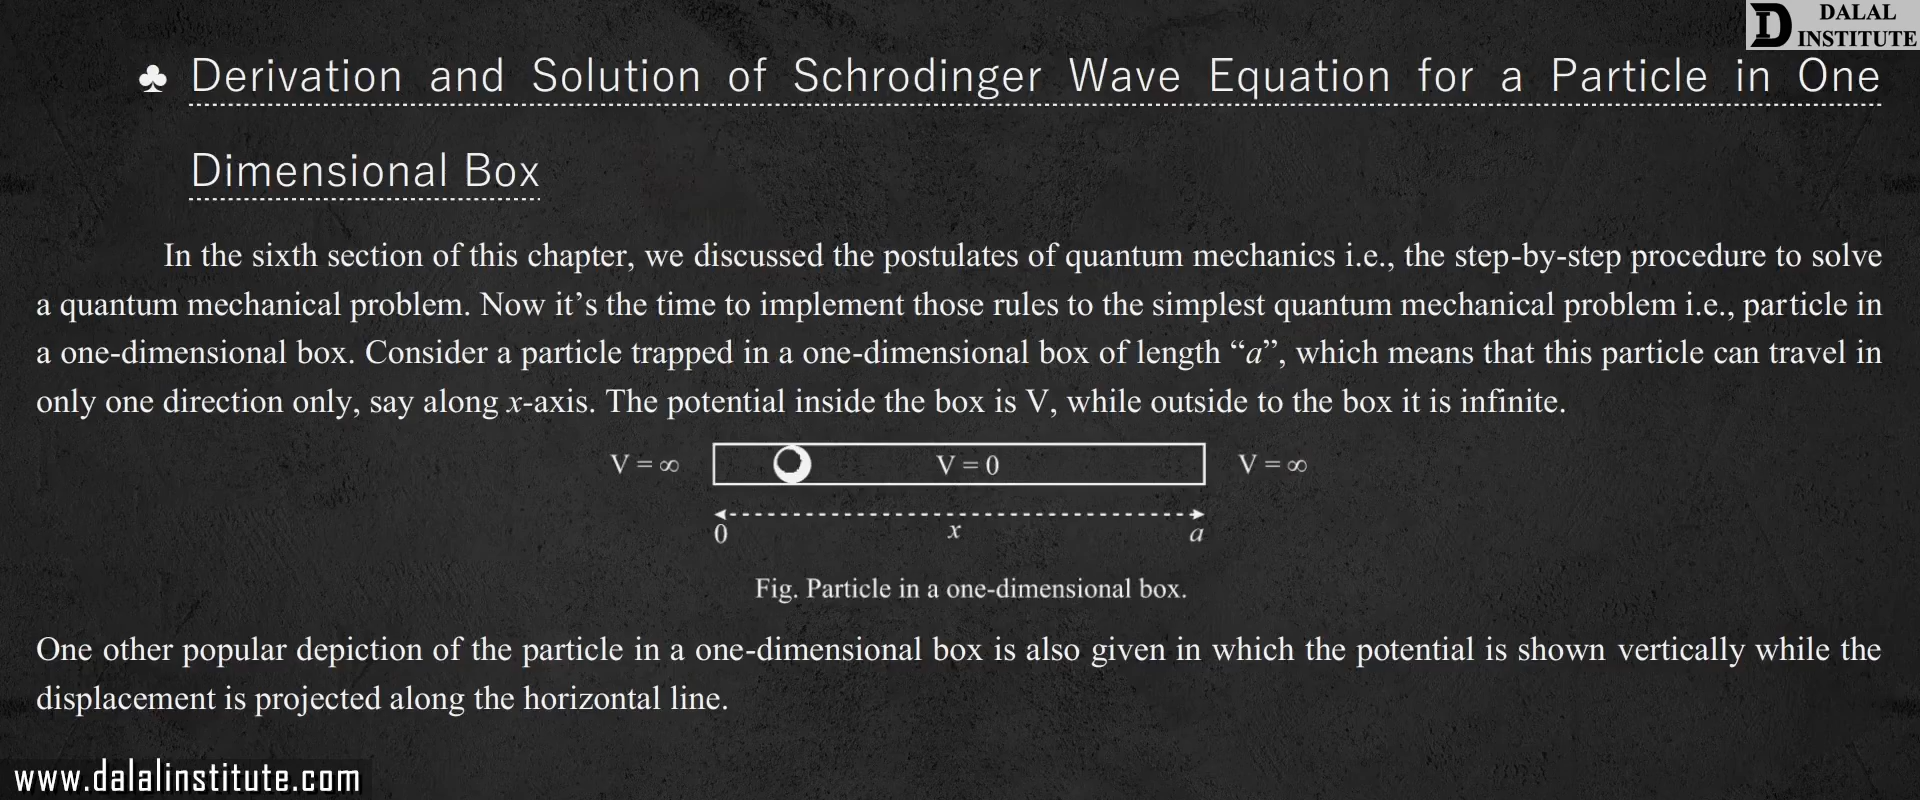 DALAL
INSTITUTE
♣ Derivation and Solution of Schrodinger Wave Equation for a Particle in One
Dimensional Box
In the sixth section of this chapter, we discussed the postulates of quantum mechanics i.e., the step-by-step procedure to solve
a quantum mechanical problem. Now it’s the time to implement those rules to the simplest quantum mechanical problem i.e., particle in
a one-dimensional box. Consider a particle trapped in a one-dimensional box of length “a”, which means that this particle can travel in
only one direction only, say along x-axis. The potential inside the box is V, while outside to the box it is infinite.
V = ∞ V = 0 V = ∞
0 x a
Fig. Particle in a one-dimensional box.
One other popular depiction of the particle in a one-dimensional box is also given in which the potential is shown vertically while the
displacement is projected along the horizontal line.
www.dalalinstitute.com